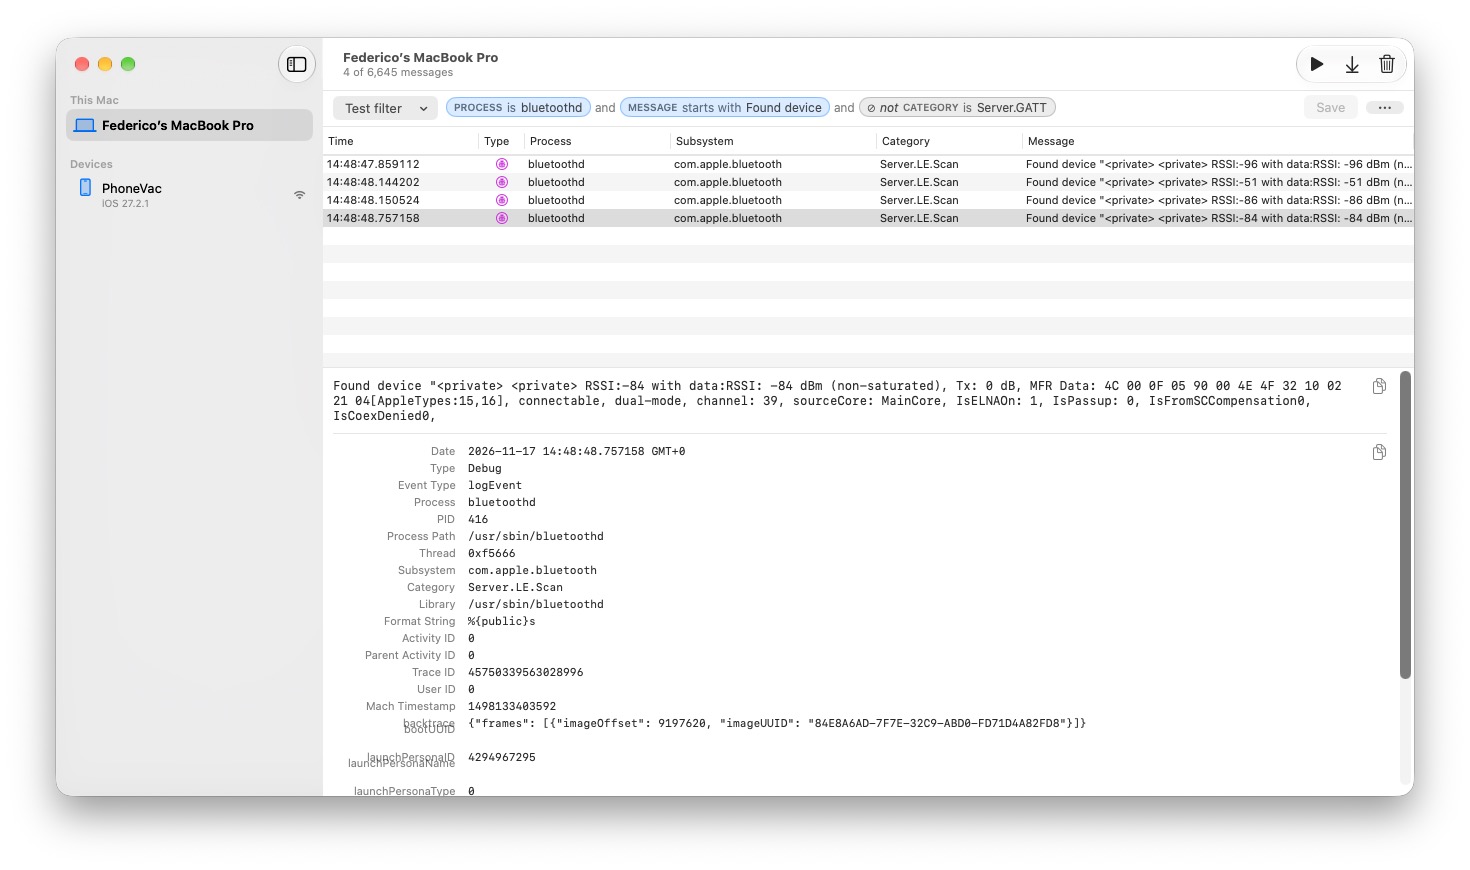 Federico’s MacBook Pro
4 of 6,645 messages
This Mac
Federico’s MacBook Pro
Devices
PhoneVac
iOS 27.2.1
Test filter
PROCESS is bluetoothd and MESSAGE starts with Found device and not CATEGORY is Server.GATT
Save
Time Type Process Subsystem Category Message
14:48:47.859112 bluetoothd com.apple.bluetooth Server.LE.Scan Found device "<private> <private> RSSI:-96 with data:RSSI: -96 dBm (n...
14:48:48.144202 bluetoothd com.apple.bluetooth Server.LE.Scan Found device "<private> <private> RSSI:-51 with data:RSSI: -51 dBm (n...
14:48:48.150524 bluetoothd com.apple.bluetooth Server.LE.Scan Found device "<private> <private> RSSI:-86 with data:RSSI: -86 dBm (n...
14:48:48.757158 bluetoothd com.apple.bluetooth Server.LE.Scan Found device "<private> <private> RSSI:-84 with data:RSSI: -84 dBm (n...
Found device "<private> <private> RSSI:-84 with data:RSSI: -84 dBm (non-saturated), Tx: 0 dB, MFR Data: 4C 00 0F 05 90 00 4E 4F 32 10 02
21 04[AppleTypes:15,16], connectable, dual-mode, channel: 39, sourceCore: MainCore, IsELNAOn: 1, IsPassup: 0, IsFromSCCompensation0,
IsCoexDenied0,
Date 2026-11-17 14:48:48.757158 GMT+0
Type Debug
Event Type logEvent
Process bluetoothd
PID 416
Process Path /usr/sbin/bluetoothd
Thread 0xf5666
Subsystem com.apple.bluetooth
Category Server.LE.Scan
Library /usr/sbin/bluetoothd
Format String %{public}s
Activity ID 0
Parent Activity ID 0
Trace ID 45750339563028996
User ID 0
Mach Timestamp 1498133403592
backtrace {"frames": [{"imageOffset": 9197620, "imageUUID": "84E8A6AD-7F7E-32C9-ABD0-FD71D4A82FD8"}]}
bootUUID
launchPersonaID 4294967295
launchPersonaName
launchPersonaType 0